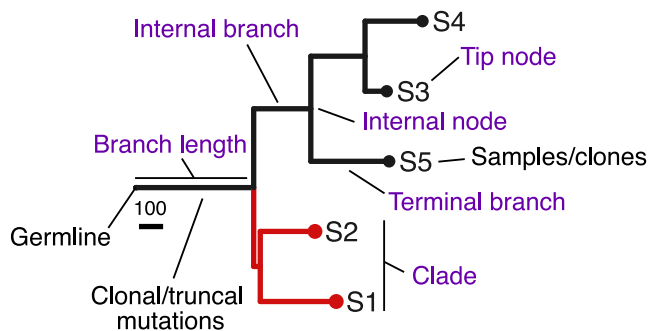 Internal branch
S4
Tip node
S3
Internal node
Branch length
S5
Samples/clones
Terminal branch
100
Germline
S2
Clade
Clonal/truncal
mutations
S1